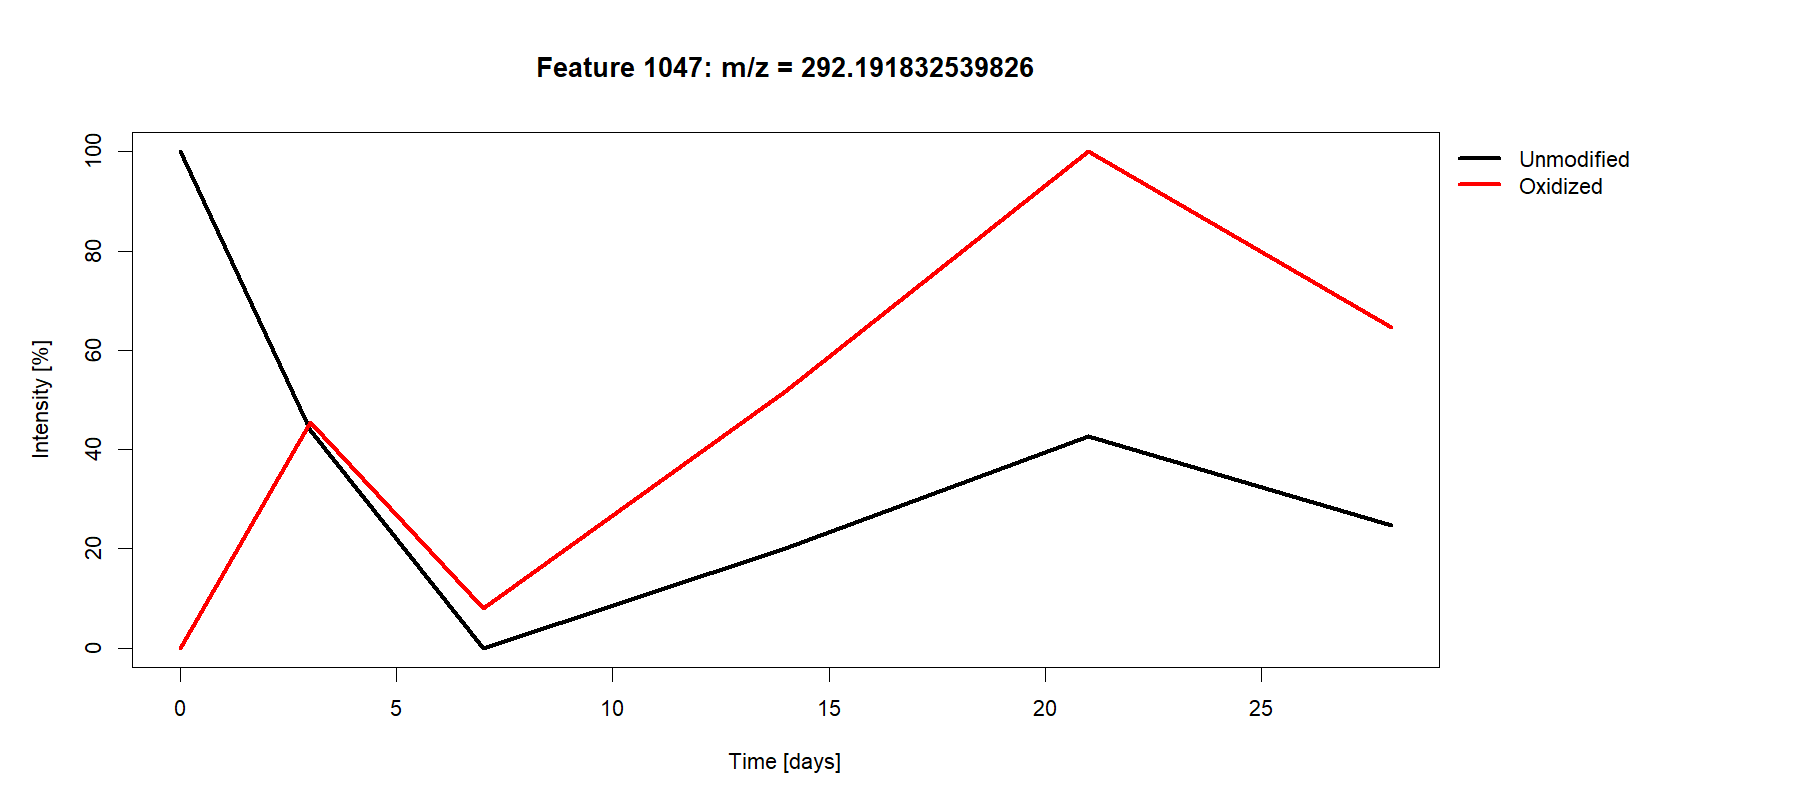 Feature 1047: m/z = 292.191832539826
Unmodified
Oxidized
Intensity [%]
100
80
60
40
20
0
0 5 10 15 20 25
Time [days]